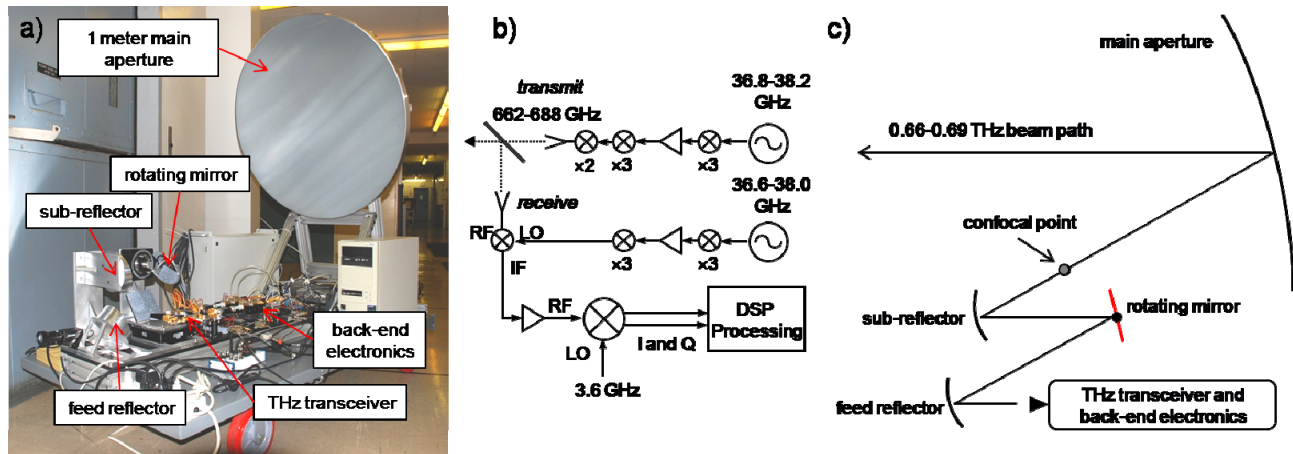 a)
1 meter main
aperture
rotating mirror
sub-reflector
back-end
electronics
feed reflector
THz transceiver
b)
transmit
662-688 GHz
36.8-38.2
GHz
×2
×3
×3
36.6-38.0
GHz
receive
RF
LO
×3
×3
IF
RF
DSP
Processing
LO
I and Q
3.6 GHz
c)
main aperture
0.66-0.69 THz beam path
confocal point
sub-reflector
rotating mirror
feed reflector
THz transceiver and
back-end electronics